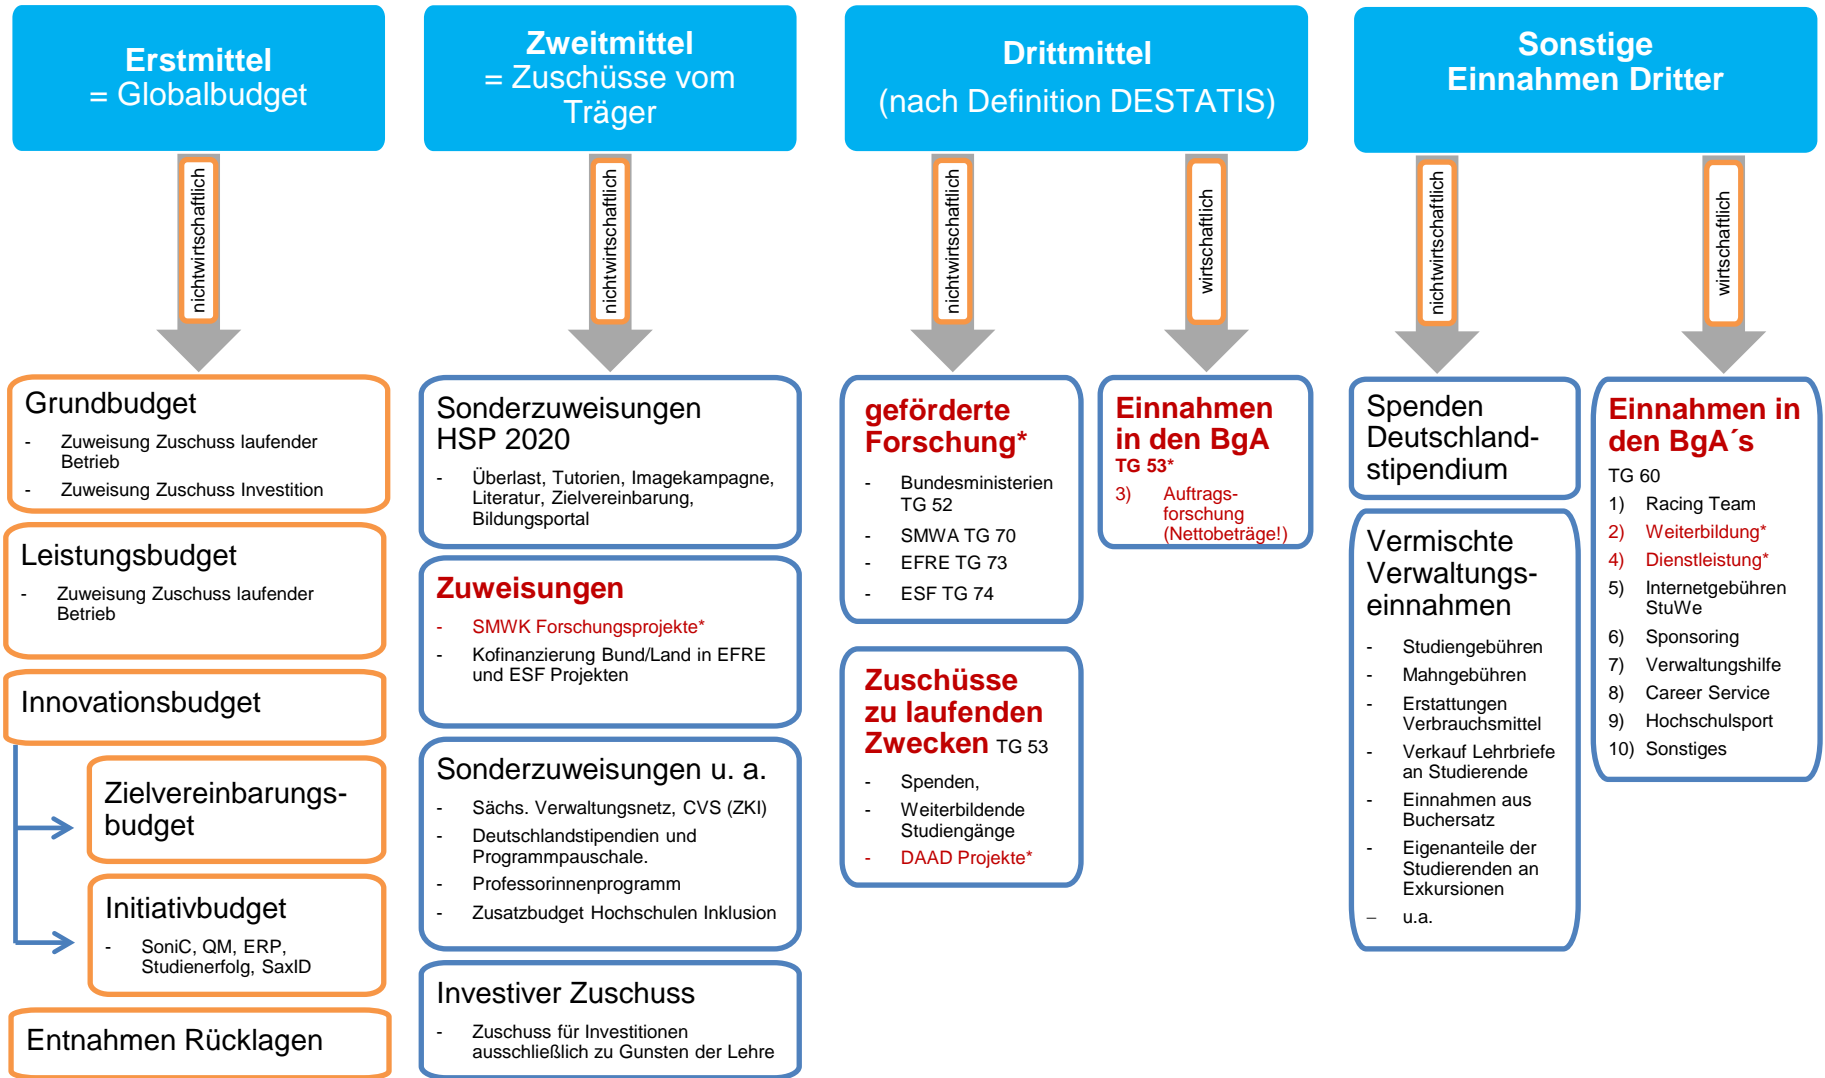 Erstmittel
= Globalbudget
nichtwirtschaftlich
Grundbudget
- Zuweisung Zuschuss laufender
Betrieb
- Zuweisung Zuschuss Investition
Leistungsbudget
- Zuweisung Zuschuss laufender
Betrieb
Innovationsbudget
Zielvereinbarungs-
budget
Initiativbudget
- SoniC, QM, ERP,
Studienerfolg, SaxID
Entnahmen Rücklagen
Zweitmittel
= Zuschüsse vom
Träger
nichtwirtschaftlich
Sonderzuweisungen
HSP 2020
- Überlast, Tutorien, Imagekampagne,
Literatur, Zielvereinbarung,
Bildungsportal
Zuweisungen
- SMWK Forschungsprojekte*
- Kofinanzierung Bund/Land in EFRE
und ESF Projekten
Sonderzuweisungen u. a.
- Sächs. Verwaltungsnetz, CVS (ZKI)
- Deutschlandstipendien und
Programmpauschale.
- Professorinnenprogramm
- Zusatzbudget Hochschulen Inklusion
Investiver Zuschuss
- Zuschuss für Investitionen
ausschließlich zu Gunsten der Lehre
Drittmittel
(nach Definition DESTATIS)
nichtwirtschaftlich
geförderte
Forschung*
- Bundesministerien
TG 52
- SMWA TG 70
- EFRE TG 73
- ESF TG 74
Zuschüsse
zu laufenden
Zwecken TG 53
- Spenden,
- Weiterbildende
Studiengänge
- DAAD Projekte*
wirtschaftlich
Einnahmen
in den BgA
TG 53*
3) Auftrags-
forschung
(Nettobeträge!)
Sonstige
Einnahmen Dritter
nichtwirtschaftlich
Spenden
Deutschland-
stipendium
Vermischte
Verwaltungs-
einnahmen
- Studiengebühren
- Mahngebühren
- Erstattungen
Verbrauchsmittel
- Verkauf Lehrbriefe
an Studierende
- Einnahmen aus
Buchersatz
- Eigenanteile der
Studierenden an
Exkursionen
– u.a.
wirtschaftlich
Einnahmen in
den BgA´s
TG 60
1) Racing Team
2) Weiterbildung*
4) Dienstleistung*
5) Internetgebühren
StuWe
6) Sponsoring
7) Verwaltungshilfe
8) Career Service
9) Hochschulsport
10) Sonstiges